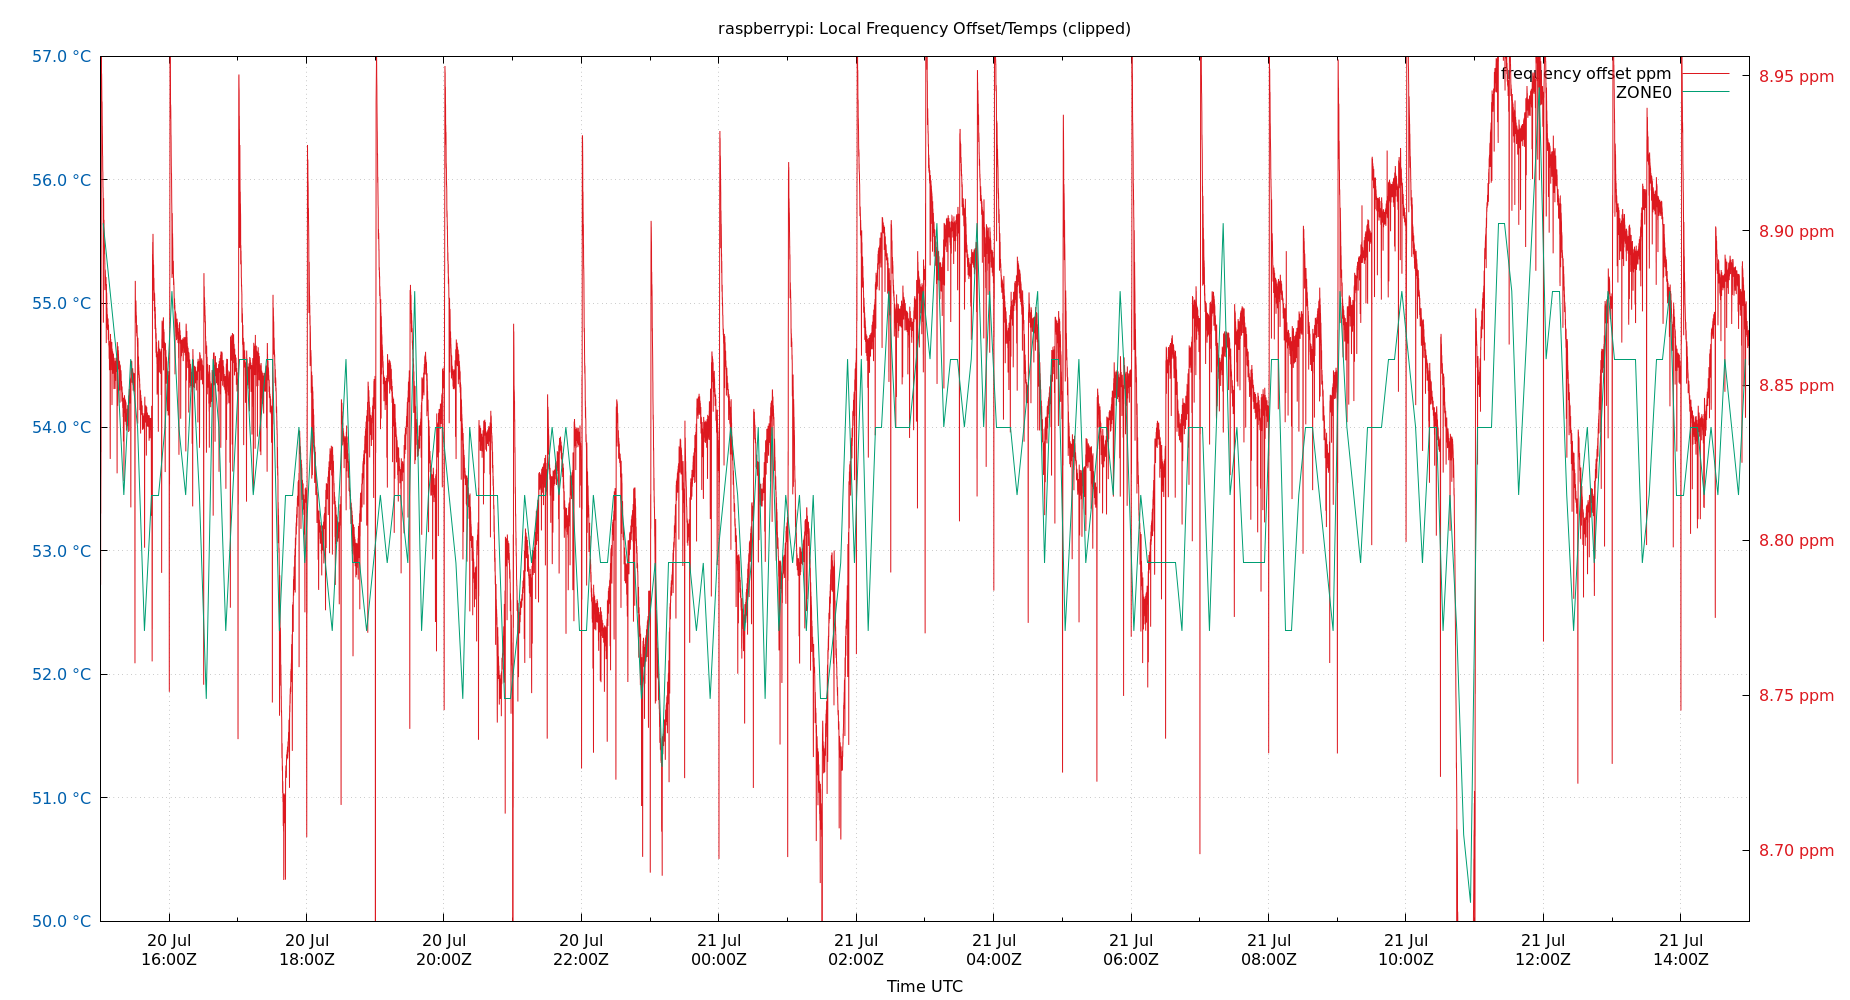 raspberrypi: Local Frequency Offset/Temps (clipped)
57.0 °C
56.0 °C
55.0 °C
54.0 °C
53.0 °C
52.0 °C
51.0 °C
50.0 °C
frequency offset ppm
ZONE0
8.95 ppm
8.90 ppm
8.85 ppm
8.80 ppm
8.75 ppm
8.70 ppm
20 Jul 20 Jul 20 Jul 20 Jul 21 Jul 21 Jul 21 Jul 21 Jul 21 Jul 21 Jul 21 Jul 21 Jul
16:00Z 18:00Z 20:00Z 22:00Z 00:00Z 02:00Z 04:00Z 06:00Z 08:00Z 10:00Z 12:00Z 14:00Z
Time UTC